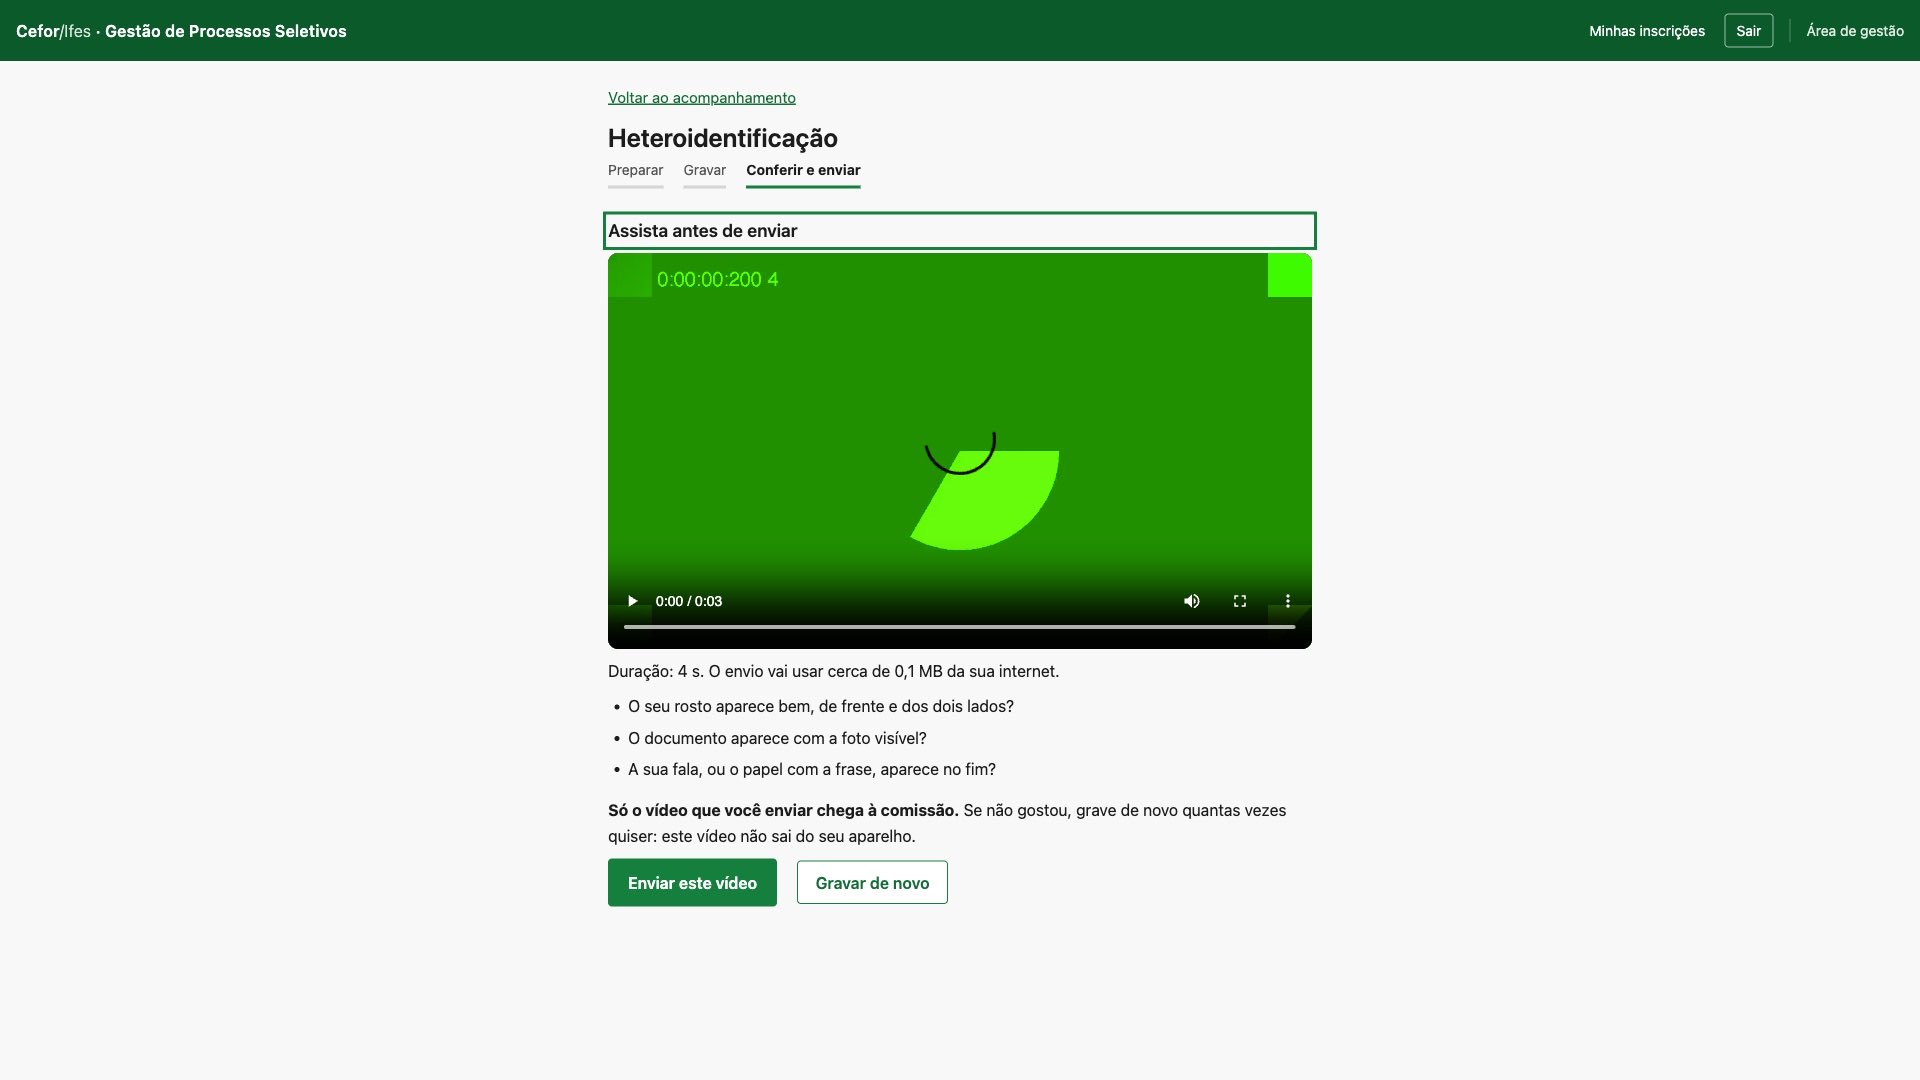 Cefor/Ifes · Gestão de Processos Seletivos
Minhas inscrições
Sair
Área de gestão
Voltar ao acompanhamento
Heteroidentificação
Preparar
Gravar
Conferir e enviar
Assista antes de enviar
0:00:00:200 4
0:00 / 0:03
Duração: 4 s. O envio vai usar cerca de 0,1 MB da sua internet.
• O seu rosto aparece bem, de frente e dos dois lados?
• O documento aparece com a foto visível?
• A sua fala, ou o papel com a frase, aparece no fim?
Só o vídeo que você enviar chega à comissão. Se não gostou, grave de novo quantas vezes
quiser: este vídeo não sai do seu aparelho.
Enviar este vídeo
Gravar de novo